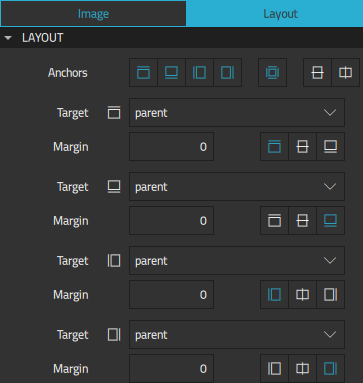 Image Layout
LAYOUT
Anchors
Target parent
Margin 0
Target parent
Margin 0
Target parent
Margin 0
Target parent
Margin 0